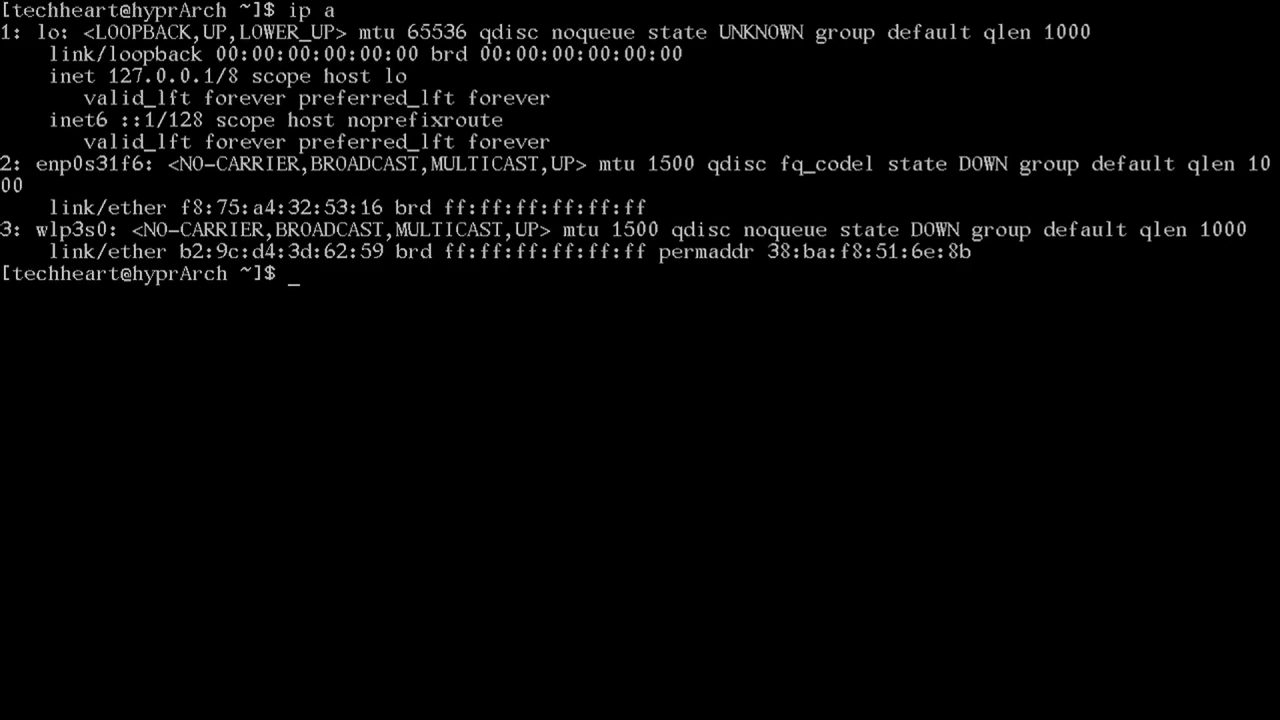 [techheart@hyprArch ~]$ ip a
1: lo: <LOOPBACK,UP,LOWER_UP> mtu 65536 qdisc noqueue state UNKNOWN group default qlen 1000
    link/loopback 00:00:00:00:00:00 brd 00:00:00:00:00:00
    inet 127.0.0.1/8 scope host lo
       valid_lft forever preferred_lft forever
    inet6 ::1/128 scope host noprefixroute
       valid_lft forever preferred_lft forever
2: enp0s31f6: <NO-CARRIER,BROADCAST,MULTICAST,UP> mtu 1500 qdisc fq_codel state DOWN group default qlen 10
00
    link/ether f8:75:a4:32:53:16 brd ff:ff:ff:ff:ff:ff
3: wlp3s0: <NO-CARRIER,BROADCAST,MULTICAST,UP> mtu 1500 qdisc noqueue state DOWN group default qlen 1000
    link/ether b2:9c:d4:3d:62:59 brd ff:ff:ff:ff:ff:ff permaddr 38:ba:f8:51:6e:8b
[techheart@hyprArch ~]$ _